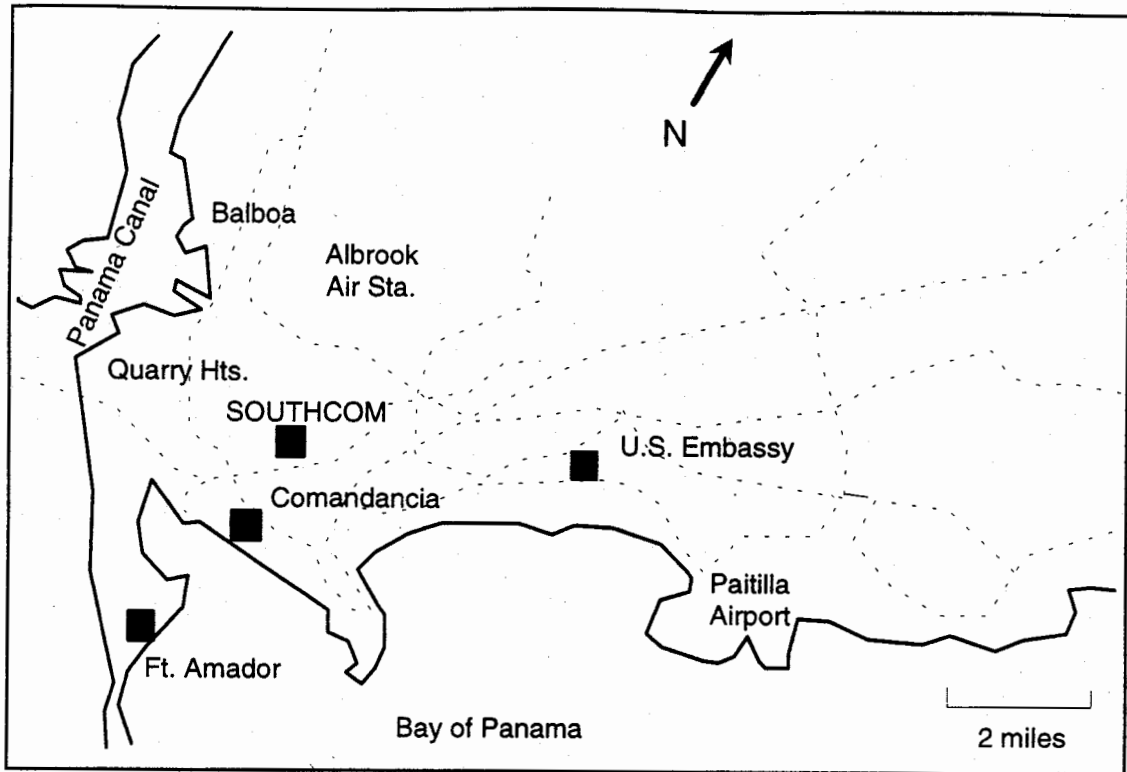 N
Balboa
Panama Canal
Albrook
Air Sta.
Quarry Hts.
SOUTHCOM
U.S. Embassy
Comandancia
Paitilla
Airport
Ft. Amador
Bay of Panama
2 miles